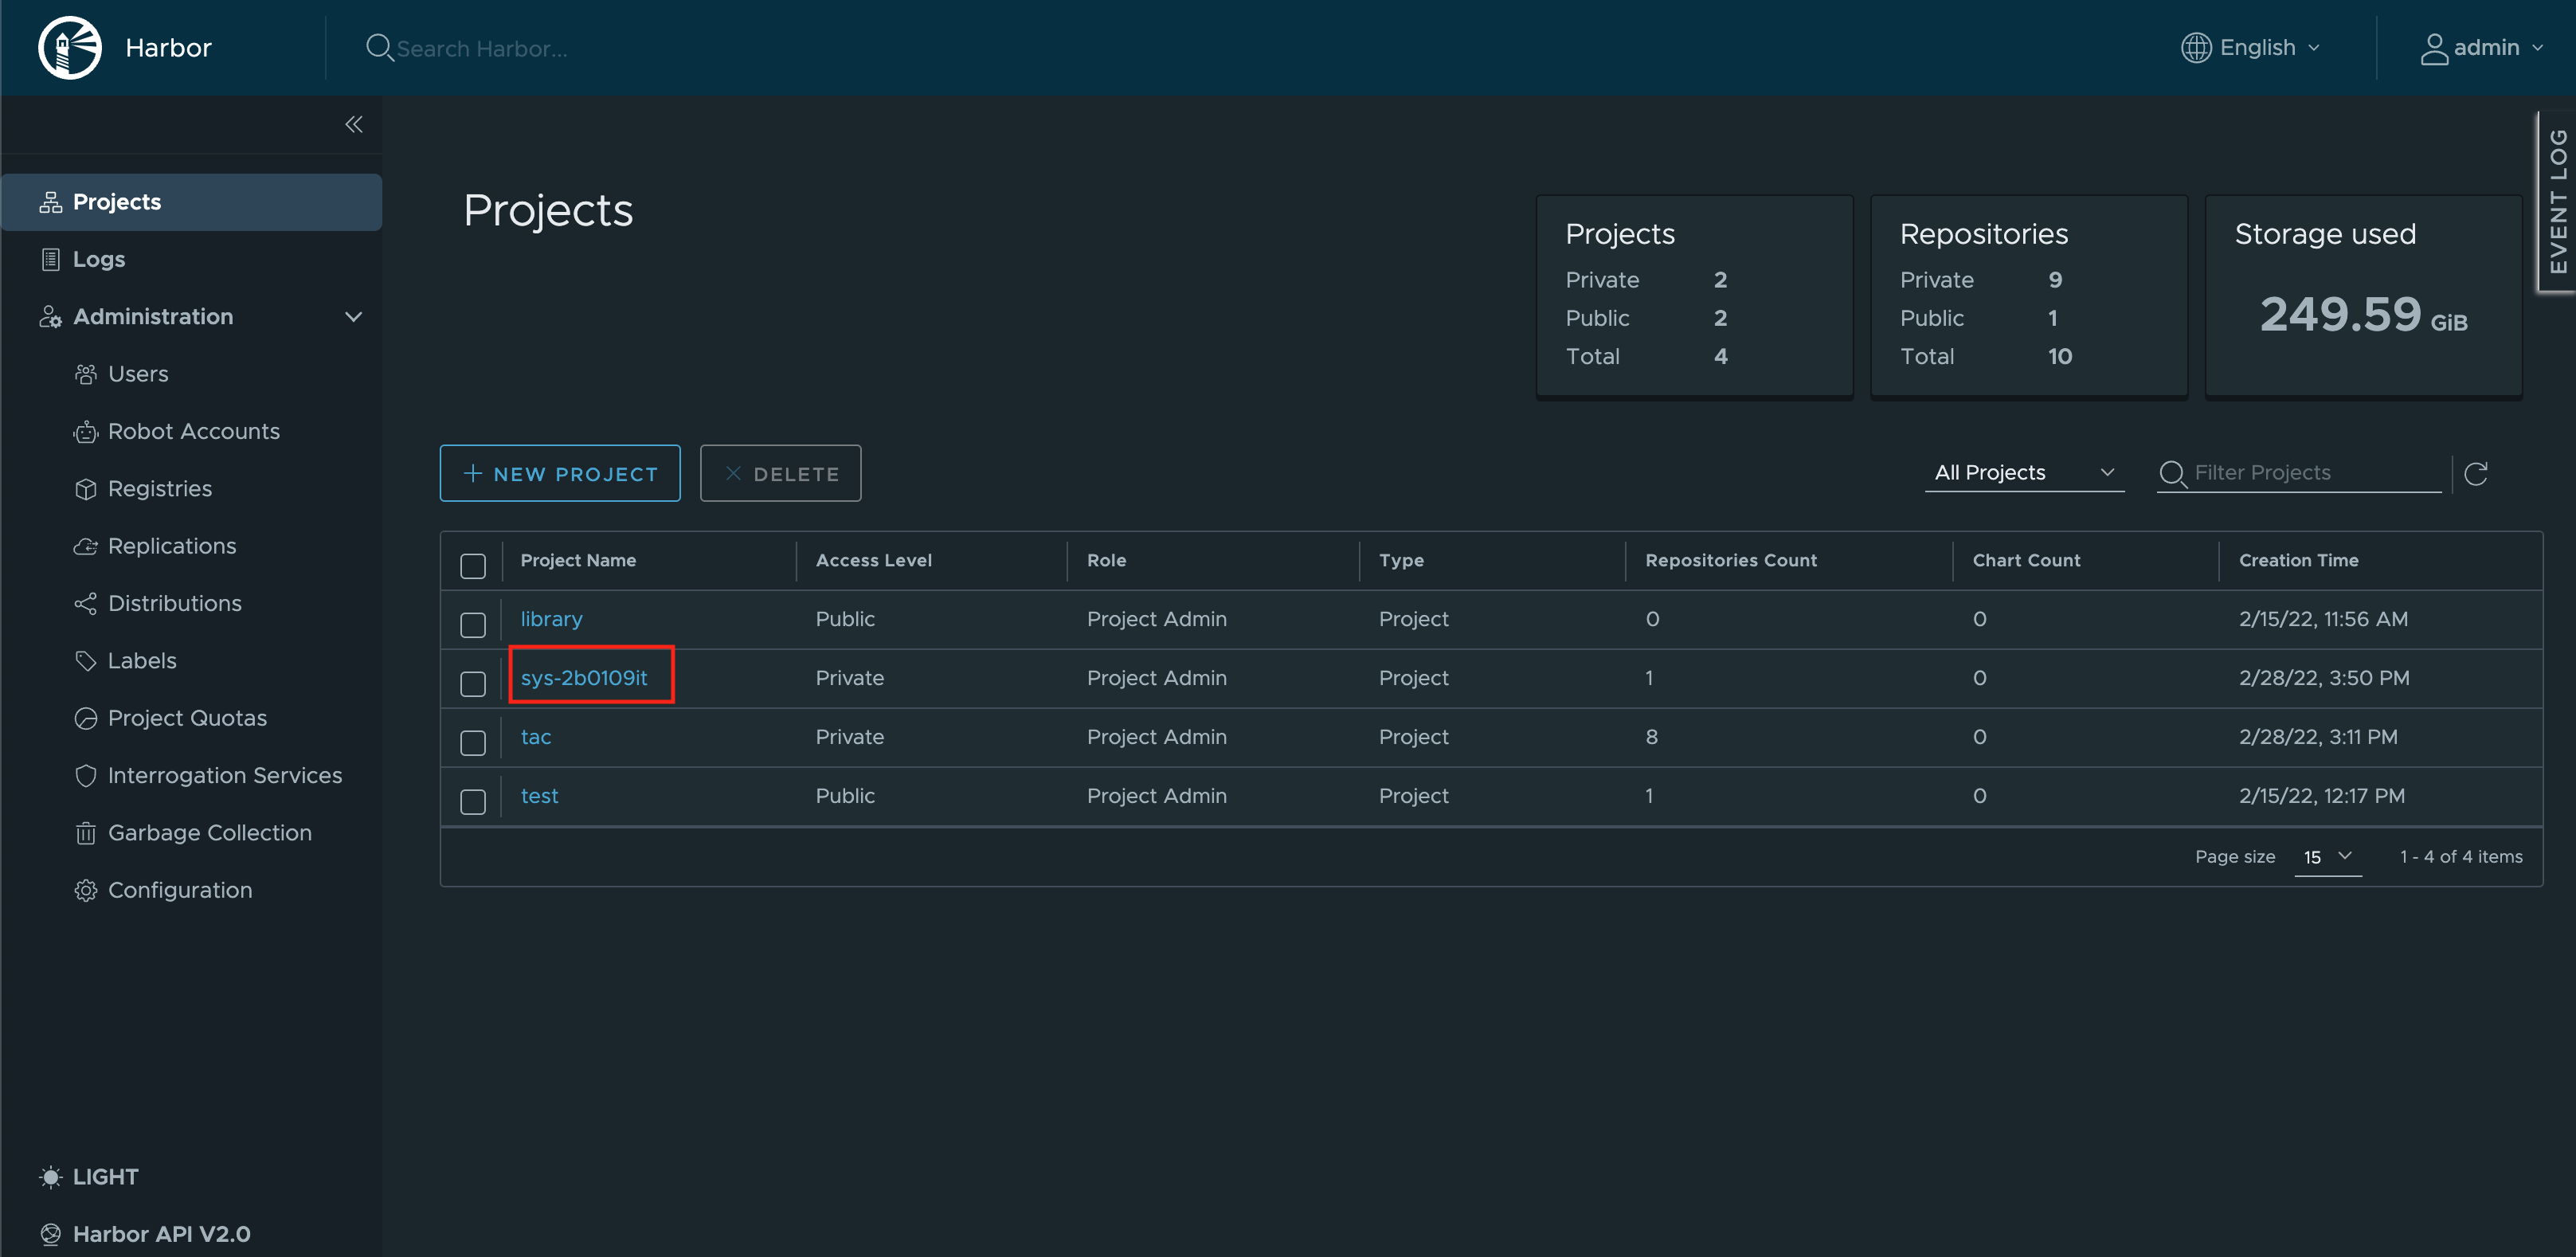 Harbor
Search Harbor...
English
admin
EVENT LOG
Projects
Logs
Administration
Users
Robot Accounts
Registries
Replications
Distributions
Labels
Project Quotas
Interrogation Services
Garbage Collection
Configuration
LIGHT
Harbor API V2.0
Projects
Projects
Private 2
Public 2
Total 4
Repositories
Private 9
Public 1
Total 10
Storage used
249.59 GiB
+ NEW PROJECT
× DELETE
All Projects
Filter Projects
Project Name Access Level Role Type Repositories Count Chart Count Creation Time
library Public Project Admin Project 0 0 2/15/22, 11:56 AM
sys-2b0109it Private Project Admin Project 1 0 2/28/22, 3:50 PM
tac Private Project Admin Project 8 0 2/28/22, 3:11 PM
test Public Project Admin Project 1 0 2/15/22, 12:17 PM
Page size 15 1 - 4 of 4 items